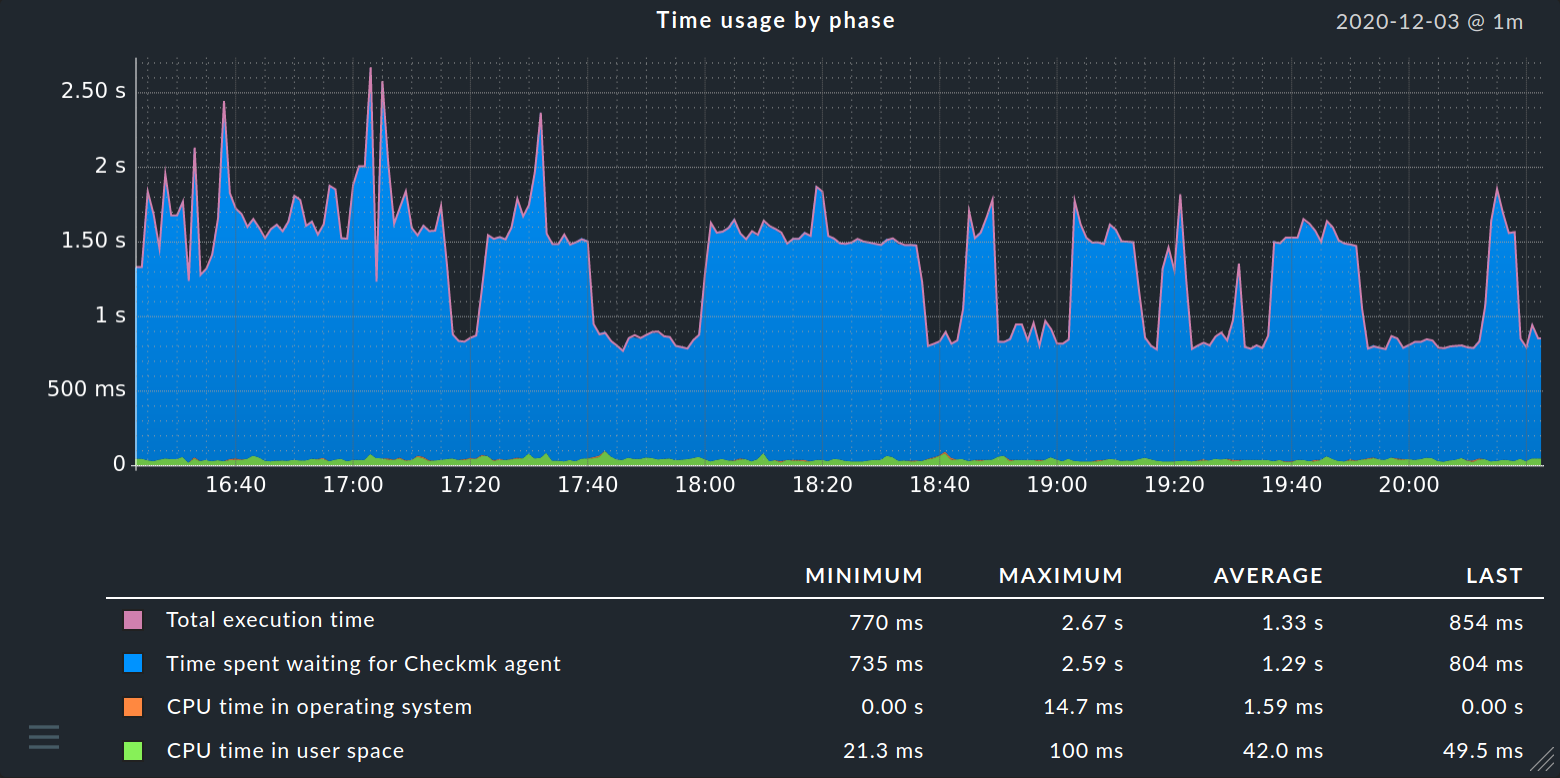 Time usage by phase
2020-12-03 @ 1m
2.50 s
2 s
1.50 s
1 s
500 ms
0
16:40 17:00 17:20 17:40 18:00 18:20 18:40 19:00 19:20 19:40 20:00
MINIMUM MAXIMUM AVERAGE LAST
Total execution time 770 ms 2.67 s 1.33 s 854 ms
Time spent waiting for Checkmk agent 735 ms 2.59 s 1.29 s 804 ms
CPU time in operating system 0.00 s 14.7 ms 1.59 ms 0.00 s
CPU time in user space 21.3 ms 100 ms 42.0 ms 49.5 ms